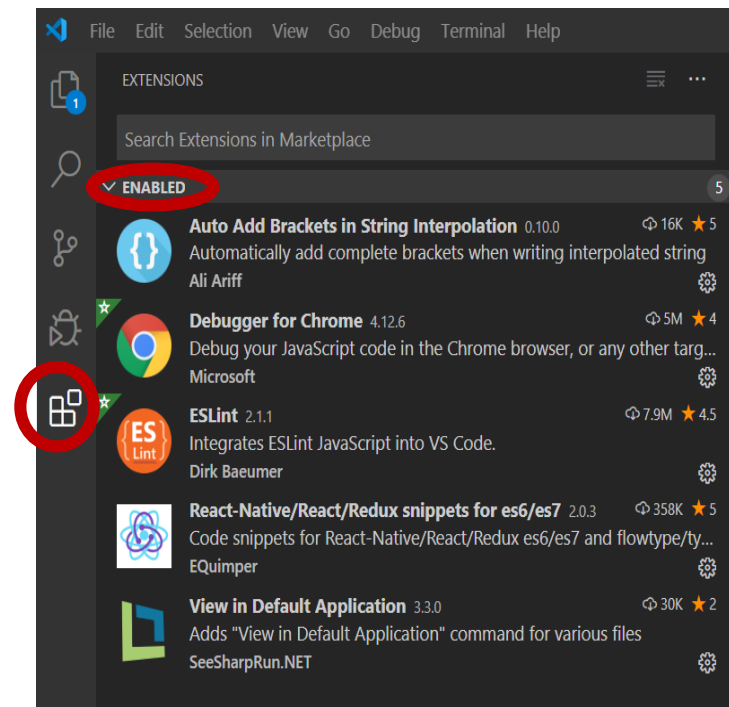 File Edit Selection View Go Debug Terminal Help
EXTENSIONS
1
Search Extensions in Marketplace
ENABLED 5
Auto Add Brackets in String Interpolation 0.10.0 16K 5
Automatically add complete brackets when writing interpolated string
Ali Ariff
Debugger for Chrome 4.12.6 5M 4
Debug your JavaScript code in the Chrome browser, or any other targ...
Microsoft
ESLint 2.1.1 7.9M 4.5
{ES
Lint}
Integrates ESLint JavaScript into VS Code.
Dirk Baeumer
React-Native/React/Redux snippets for es6/es7 2.0.3 358K 5
Code snippets for React-Native/React/Redux es6/es7 and flowtype/ty...
EQuimper
View in Default Application 3.3.0 30K 2
Adds "View in Default Application" command for various files
SeeSharpRun.NET